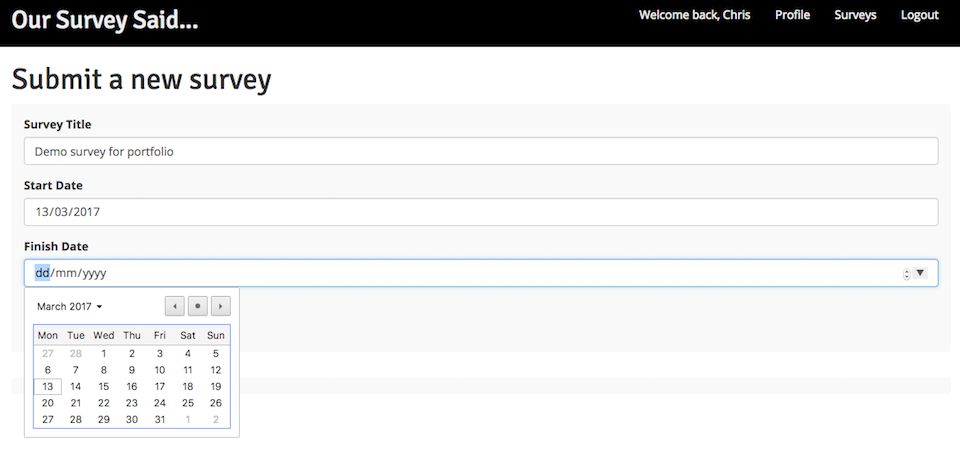 Our Survey Said...
Welcome back, Chris Profile Surveys Logout
Submit a new survey
Survey Title
Demo survey for portfolio
Start Date
13/03/2017
Finish Date
dd/mm/yyyy
March 2017
Mon Tue Wed Thu Fri Sat Sun
27 28 1 2 3 4 5
6 7 8 9 10 11 12
13 14 15 16 17 18 19
20 21 22 23 24 25 26
27 28 29 30 31 1 2